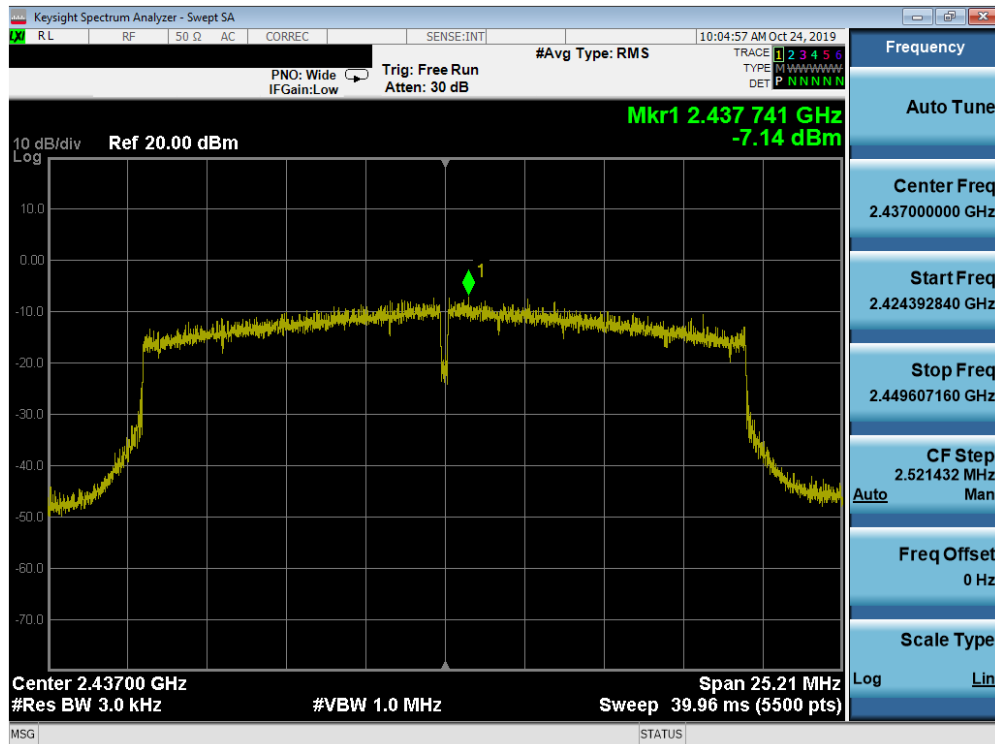 Keysight Spectrum Analyzer - Swept SA
LXI RL RF 50 Ω AC CORREC SENSE:INT 10:04:57 AM Oct 24, 2019
#Avg Type: RMS TRACE 1 2 3 4 5 6
PNO: Wide Trig: Free Run TYPE M W W W W W
IFGain:Low Atten: 30 dB DET P N N N N N
Mkr1 2.437 741 GHz
-7.14 dBm
10 dB/div Ref 20.00 dBm
Log
1
10.0
0.00
-10.0
-20.0
-30.0
-40.0
-50.0
-60.0
-70.0
Center 2.43700 GHz Span 25.21 MHz
#Res BW 3.0 kHz #VBW 1.0 MHz Sweep 39.96 ms (5500 pts)
MSG STATUS
Frequency
Auto Tune
Center Freq
2.437000000 GHz
Start Freq
2.424392840 GHz
Stop Freq
2.449607160 GHz
CF Step
2.521432 MHz
Auto Man
Freq Offset
0 Hz
Scale Type
Log Lin